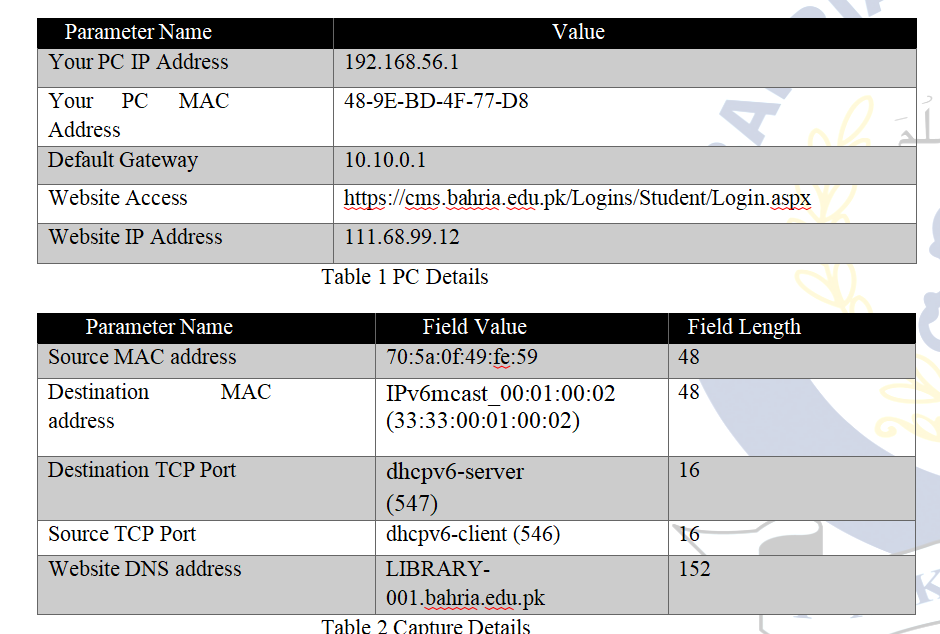 Parameter Name Value
Your PC IP Address 192.168.56.1
Your PC MAC 48-9E-BD-4F-77-D8
Address
Default Gateway 10.10.0.1
Website Access https://cms.bahria.edu.pk/Logins/Student/Login.aspx
Website IP Address 111.68.99.12
Table 1 PC Details
Parameter Name Field Value Field Length
Source MAC address 70:5a:0f:49:fe:59 48
Destination MAC IPv6mcast_00:01:00:02 48
address (33:33:00:01:00:02)
Destination TCP Port dhcpv6-server 16
(547)
Source TCP Port dhcpv6-client (546) 16
Website DNS address LIBRARY- 152
001.bahria.edu.pk
Table 2 Capture Details